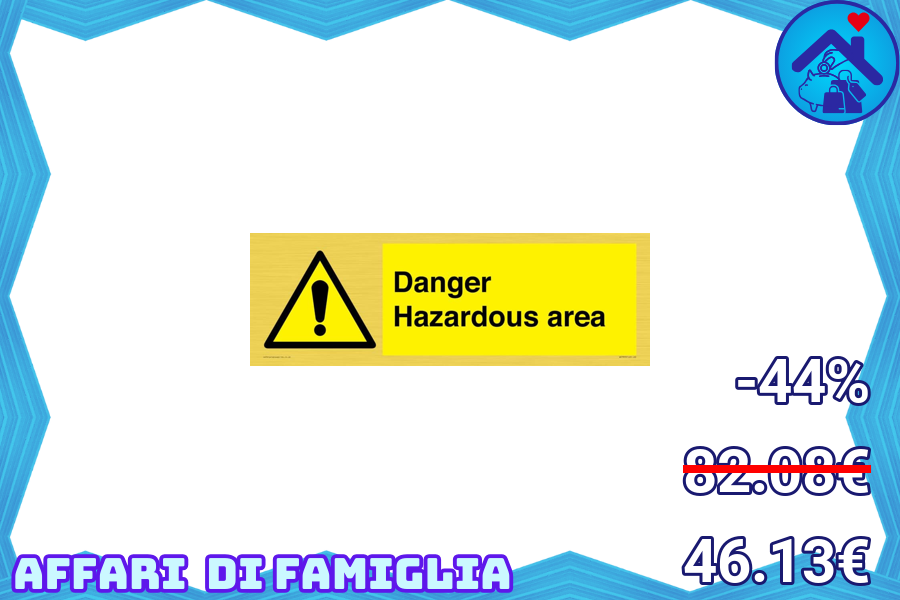 Danger
Hazardous area
-44%
82.08€
46.13€
AFFARI DI FAMIGLIA